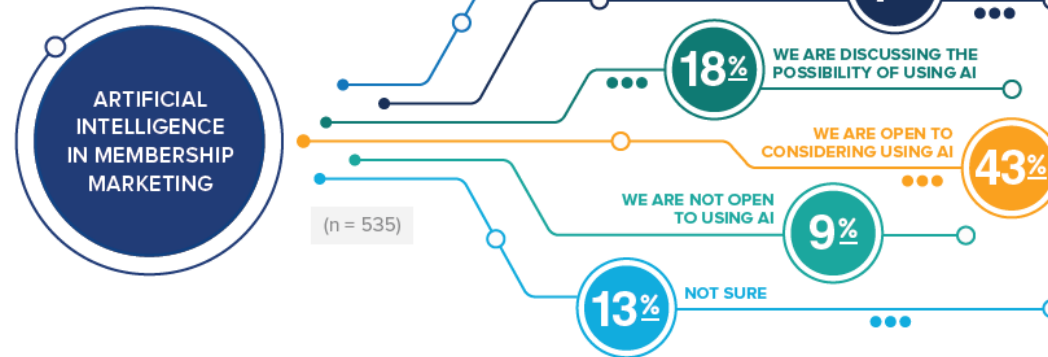 ARTIFICIAL
INTELLIGENCE
IN MEMBERSHIP
MARKETING
18%
WE ARE DISCUSSING THE
POSSIBILITY OF USING AI
WE ARE OPEN TO
CONSIDERING USING AI
43%
WE ARE NOT OPEN
TO USING AI
9%
(n = 535)
13%
NOT SURE